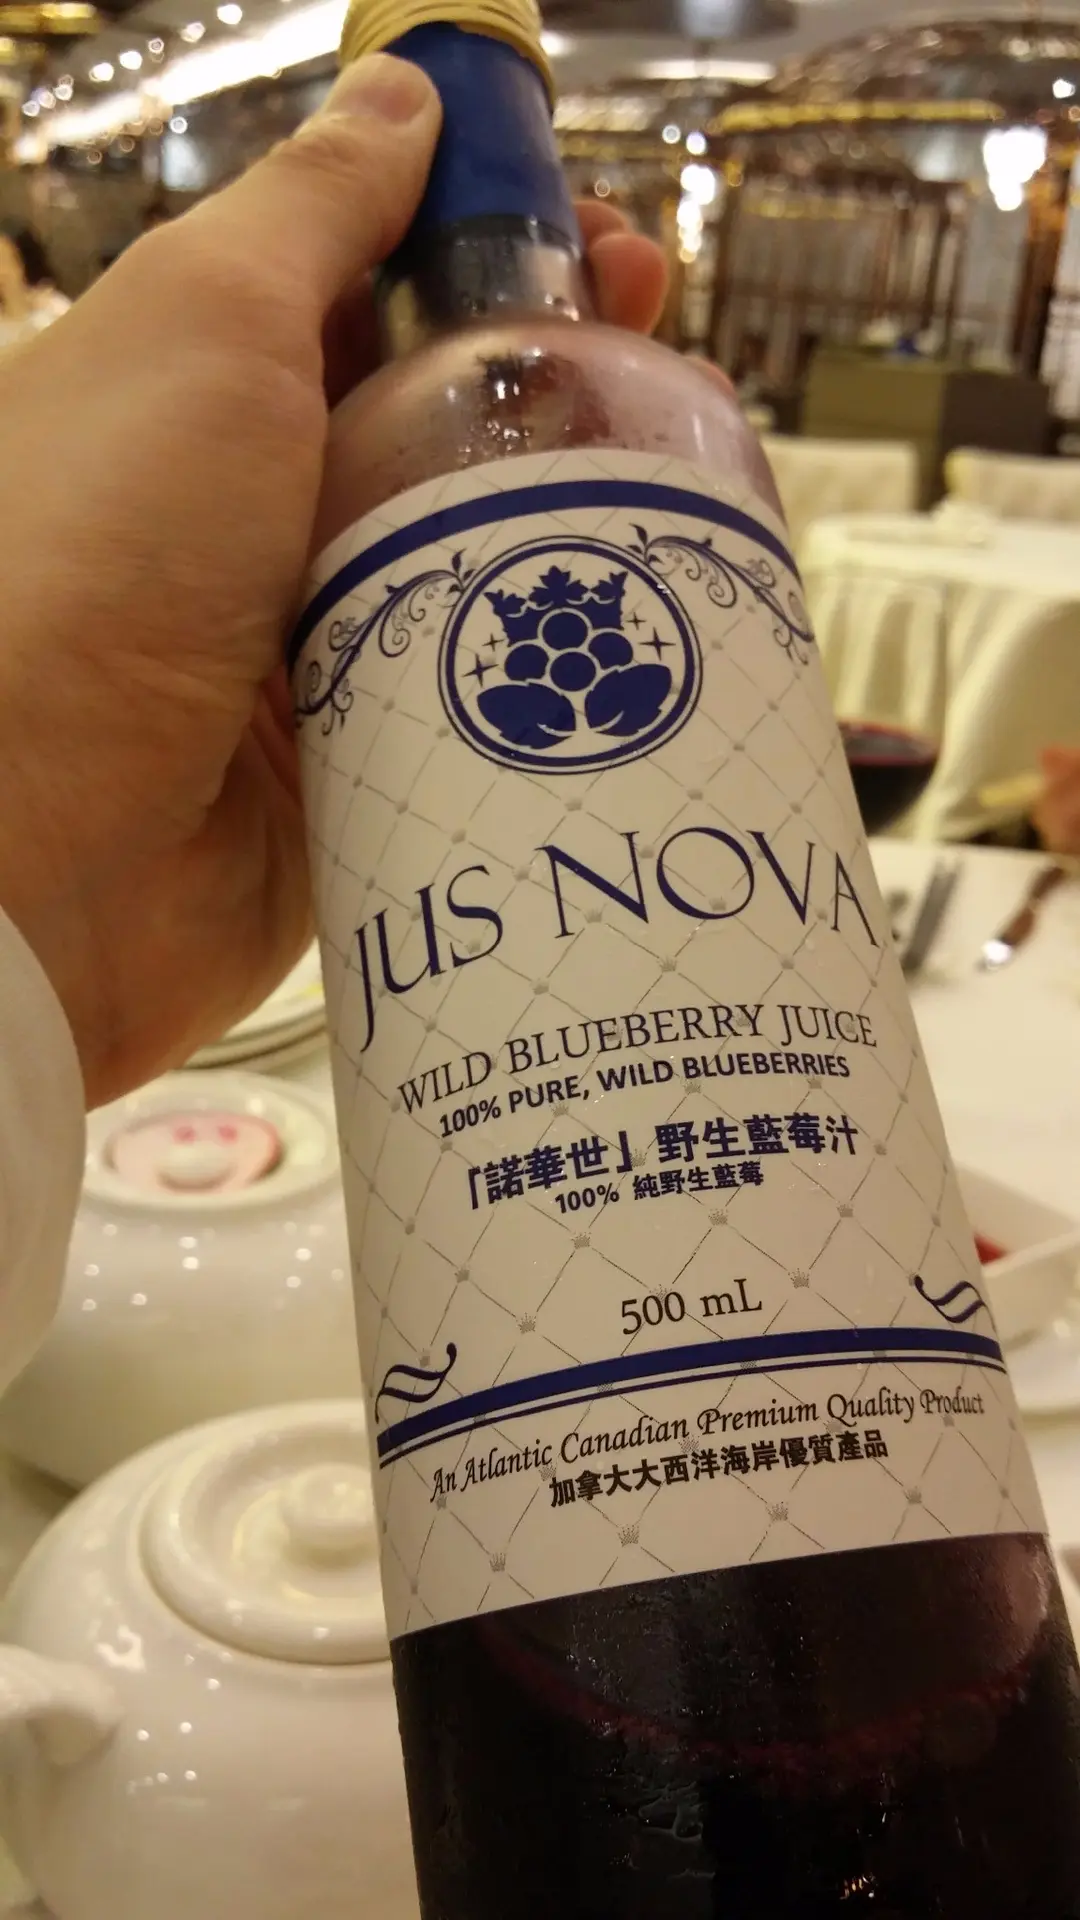 JUS NOVA
WILD BLUEBERRY JUICE
100% PURE, WILD BLUEBERRIES
「諾華世」野生藍莓汁
100% 純野生藍莓
500 mL
An Atlantic Canadian Premium Quality Product
加拿大大西洋海岸優質產品